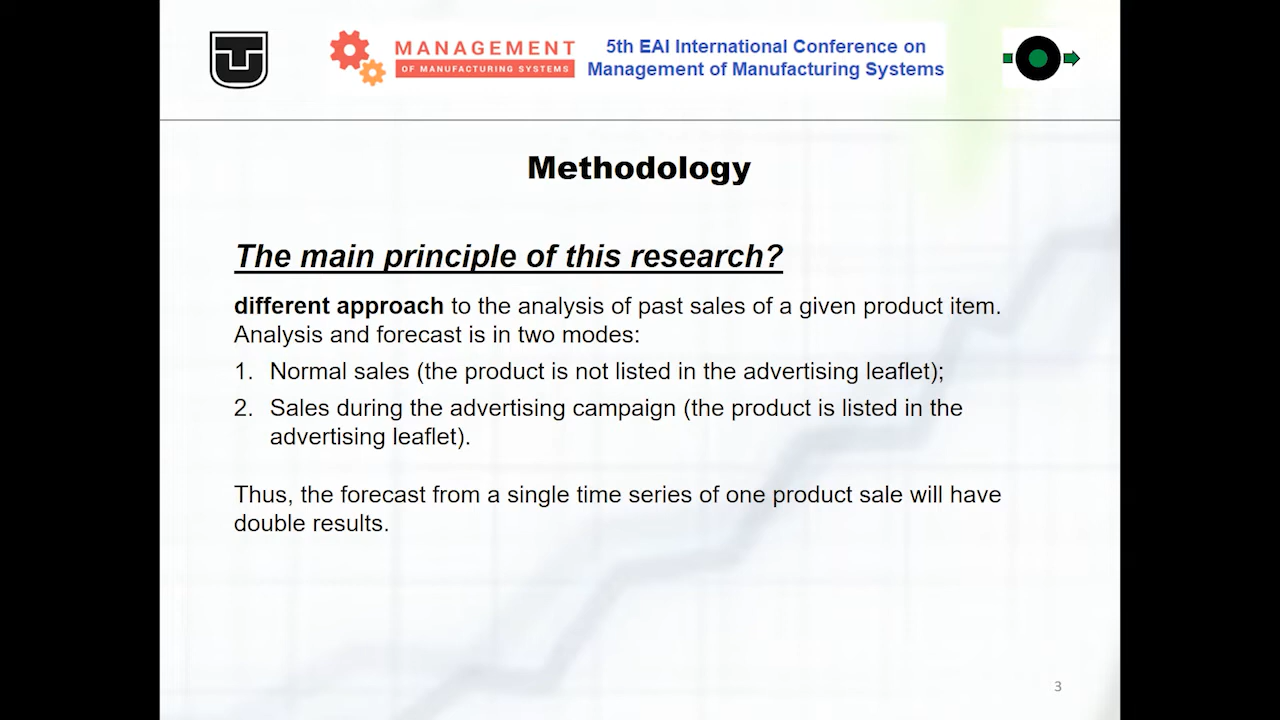 MANAGEMENT
OF MANUFACTURING SYSTEMS
5th EAI International Conference on
Management of Manufacturing Systems
Methodology
The main principle of this research?
different approach to the analysis of past sales of a given product item.
Analysis and forecast is in two modes:
1. Normal sales (the product is not listed in the advertising leaflet);
2. Sales during the advertising campaign (the product is listed in the
advertising leaflet).
Thus, the forecast from a single time series of one product sale will have
double results.
3